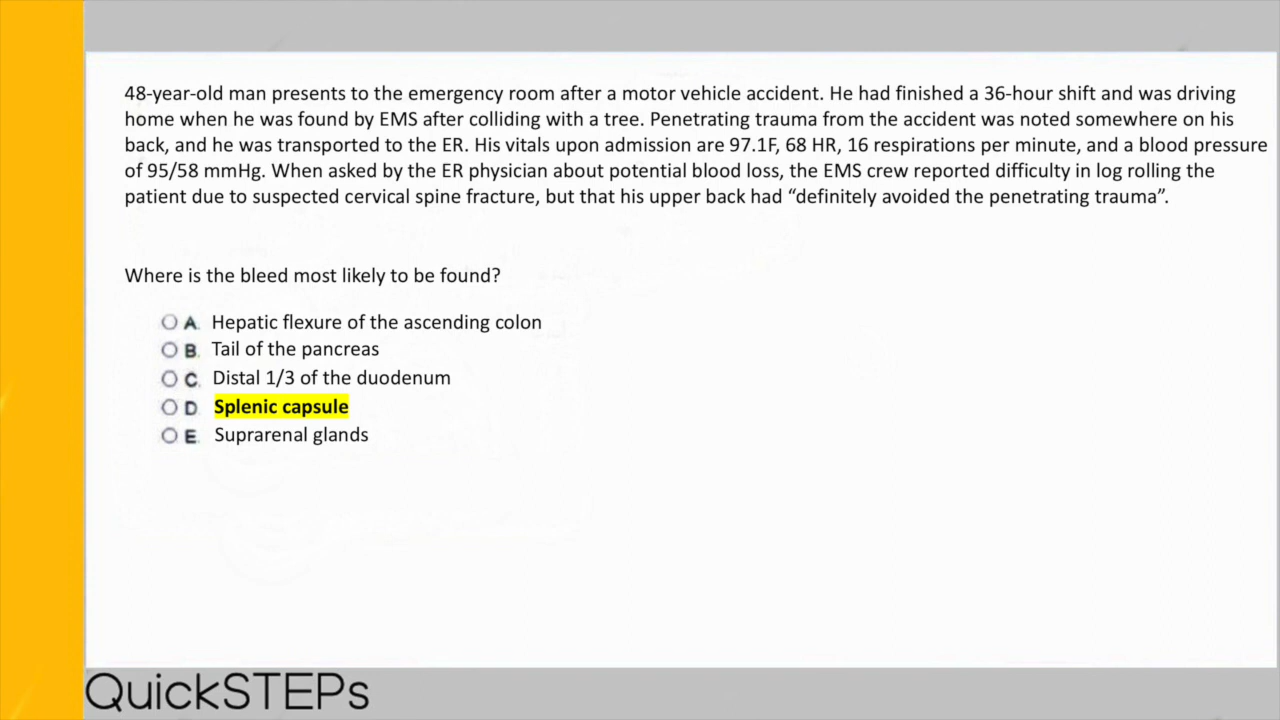 48-year-old man presents to the emergency room after a motor vehicle accident. He had finished a 36-hour shift and was driving
home when he was found by EMS after colliding with a tree. Penetrating trauma from the accident was noted somewhere on his
back, and he was transported to the ER. His vitals upon admission are 97.1F, 68 HR, 16 respirations per minute, and a blood pressure
of 95/58 mmHg. When asked by the ER physician about potential blood loss, the EMS crew reported difficulty in log rolling the
patient due to suspected cervical spine fracture, but that his upper back had “definitely avoided the penetrating trauma”.
Where is the bleed most likely to be found?
A. Hepatic flexure of the ascending colon
B. Tail of the pancreas
C. Distal 1/3 of the duodenum
D. Splenic capsule
E. Suprarenal glands
QuickSTEPs